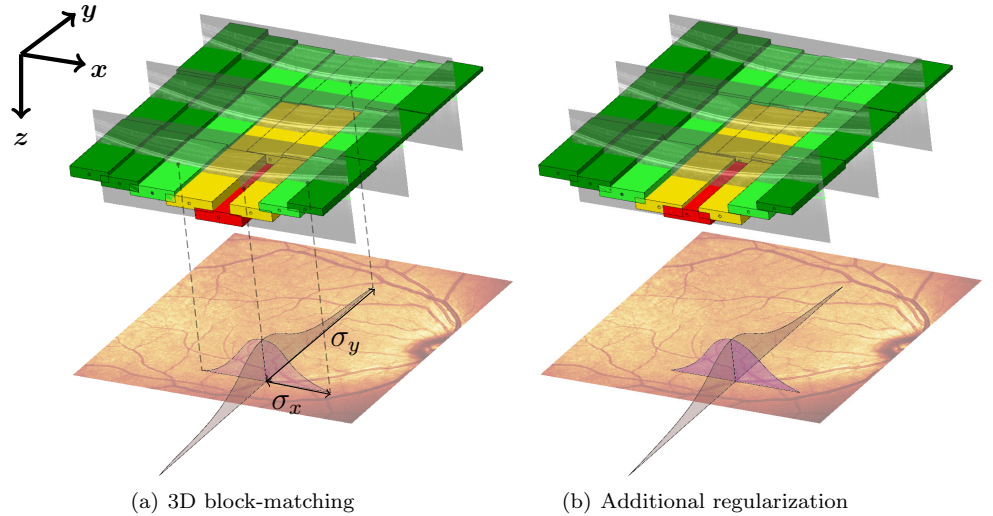 y
x
z
σy
σx
(a) 3D block-matching
(b) Additional regularization